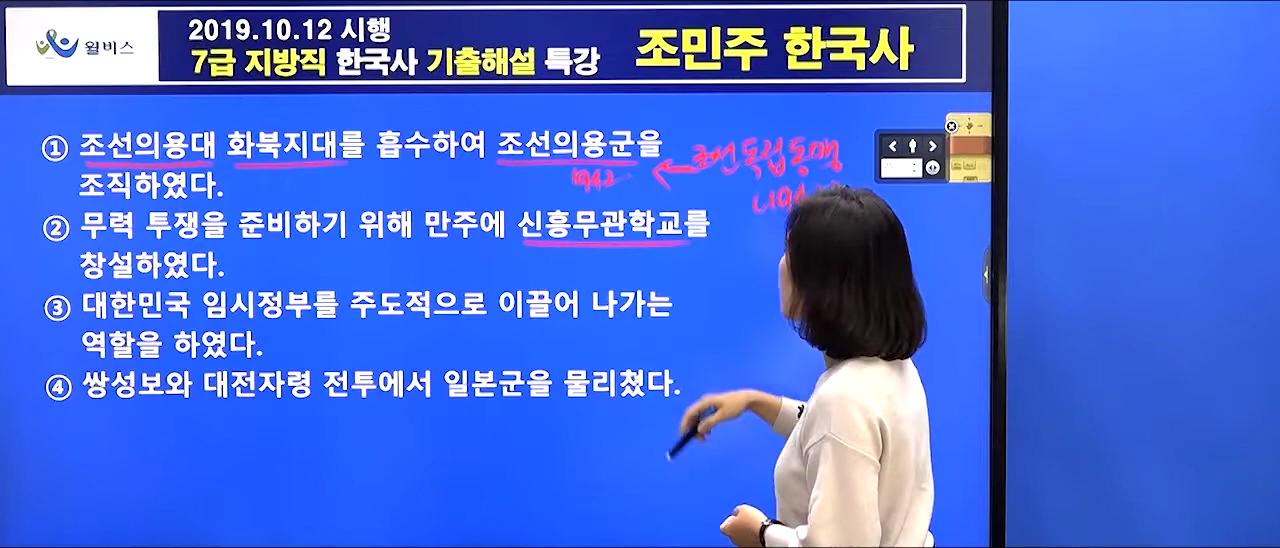 윌비스
2019.10.12 시행
7급 지방직 한국사 기출해설 특강
조민주 한국사
① 조선의용대 화북지대를 흡수하여 조선의용군을
조직하였다.
1942
조선독립동맹
② 무력 투쟁을 준비하기 위해 만주에 신흥무관학교를
창설하였다.
③ 대한민국 임시정부를 주도적으로 이끌어 나가는
역할을 하였다.
④ 쌍성보와 대전자령 전투에서 일본군을 물리쳤다.